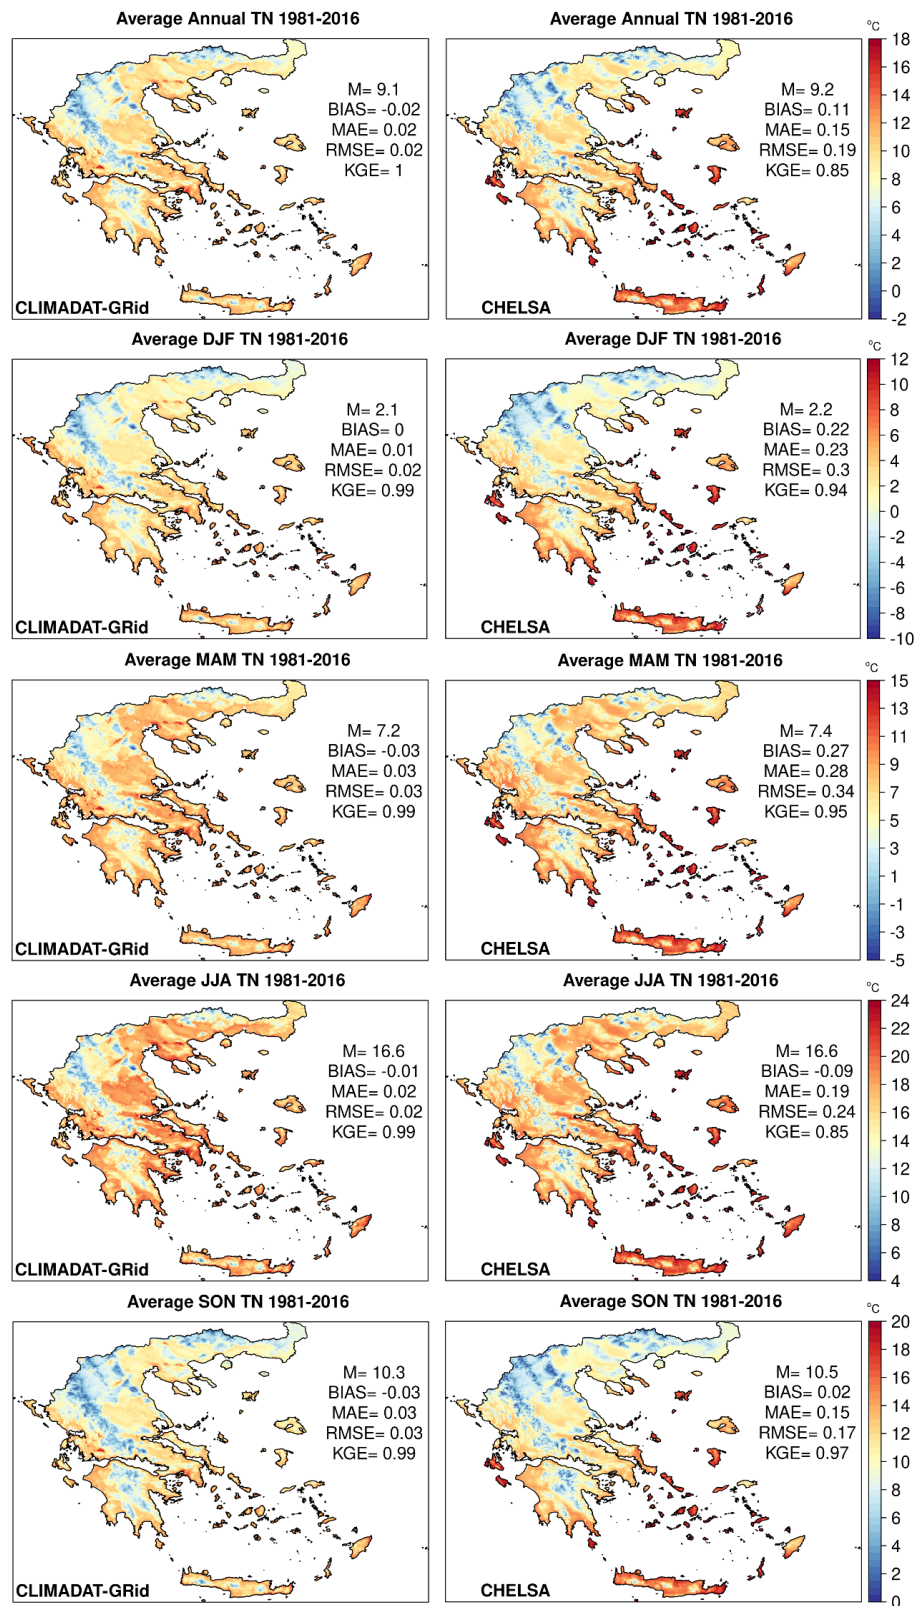 Average Annual TN 1981-2016
M= 9.1
BIAS= -0.02
MAE= 0.02
RMSE= 0.02
KGE= 1
CLIMADAT-GRid
Average Annual TN 1981-2016
M= 9.2
BIAS= 0.11
MAE= 0.15
RMSE= 0.19
KGE= 0.85
CHELSA
°C
18
16
14
12
10
8
6
4
2
0
-2
Average DJF TN 1981-2016
M= 2.1
BIAS= 0
MAE= 0.01
RMSE= 0.02
KGE= 0.99
CLIMADAT-GRid
Average DJF TN 1981-2016
M= 2.2
BIAS= 0.22
MAE= 0.23
RMSE= 0.3
KGE= 0.94
CHELSA
°C
12
10
8
6
4
2
0
-2
-4
-6
-8
-10
Average MAM TN 1981-2016
M= 7.2
BIAS= -0.03
MAE= 0.03
RMSE= 0.03
KGE= 0.99
CLIMADAT-GRid
Average MAM TN 1981-2016
M= 7.4
BIAS= 0.27
MAE= 0.28
RMSE= 0.34
KGE= 0.95
CHELSA
°C
15
13
11
9
7
5
3
1
-1
-3
-5
Average JJA TN 1981-2016
M= 16.6
BIAS= -0.01
MAE= 0.02
RMSE= 0.02
KGE= 0.99
CLIMADAT-GRid
Average JJA TN 1981-2016
M= 16.6
BIAS= -0.09
MAE= 0.19
RMSE= 0.24
KGE= 0.85
CHELSA
°C
24
22
20
18
16
14
12
10
8
6
4
Average SON TN 1981-2016
M= 10.3
BIAS= -0.03
MAE= 0.03
RMSE= 0.03
KGE= 0.99
CLIMADAT-GRid
Average SON TN 1981-2016
M= 10.5
BIAS= 0.02
MAE= 0.15
RMSE= 0.17
KGE= 0.97
CHELSA
°C
20
18
16
14
12
10
8
6
4
2
0